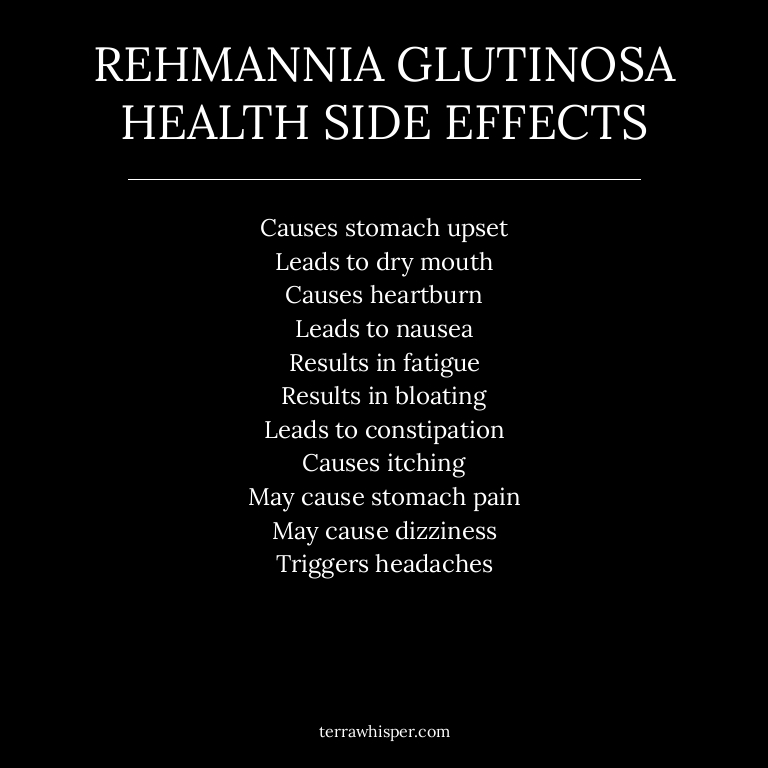 REHMANNIA GLUTINOSA
HEALTH SIDE EFFECTS
Causes stomach upset
Leads to dry mouth
Causes heartburn
Leads to nausea
Results in fatigue
Results in bloating
Leads to constipation
Causes itching
May cause stomach pain
May cause dizziness
Triggers headaches
terrawhisper.com